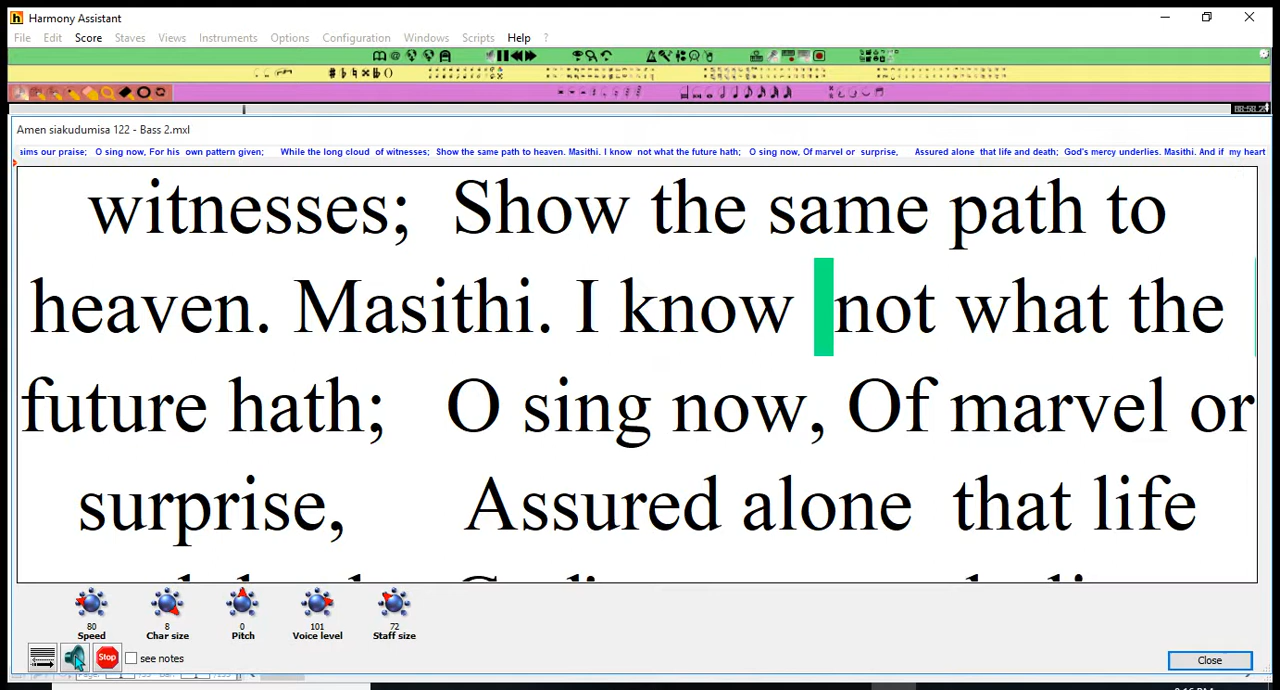 Harmony Assistant
File Edit Score Staves Views Instruments Options Configuration Windows Scripts Help ?
Amen siakudumisa 122 - Bass 2.mxl
aims our praise; O sing now, For his own pattern given; While the long cloud of witnesses; Show the same path to heaven. Masithi. I know not what the future hath; O sing now, Of marvel or surprise, Assured alone that life and death; God's mercy underlies. Masithi. And if my heart
witnesses; Show the same path to
heaven. Masithi. I know not what the
future hath; O sing now, Of marvel or
surprise, Assured alone that life
80 8 0 101 72
Speed Char size Pitch Voice level Staff size
Stop see notes Close